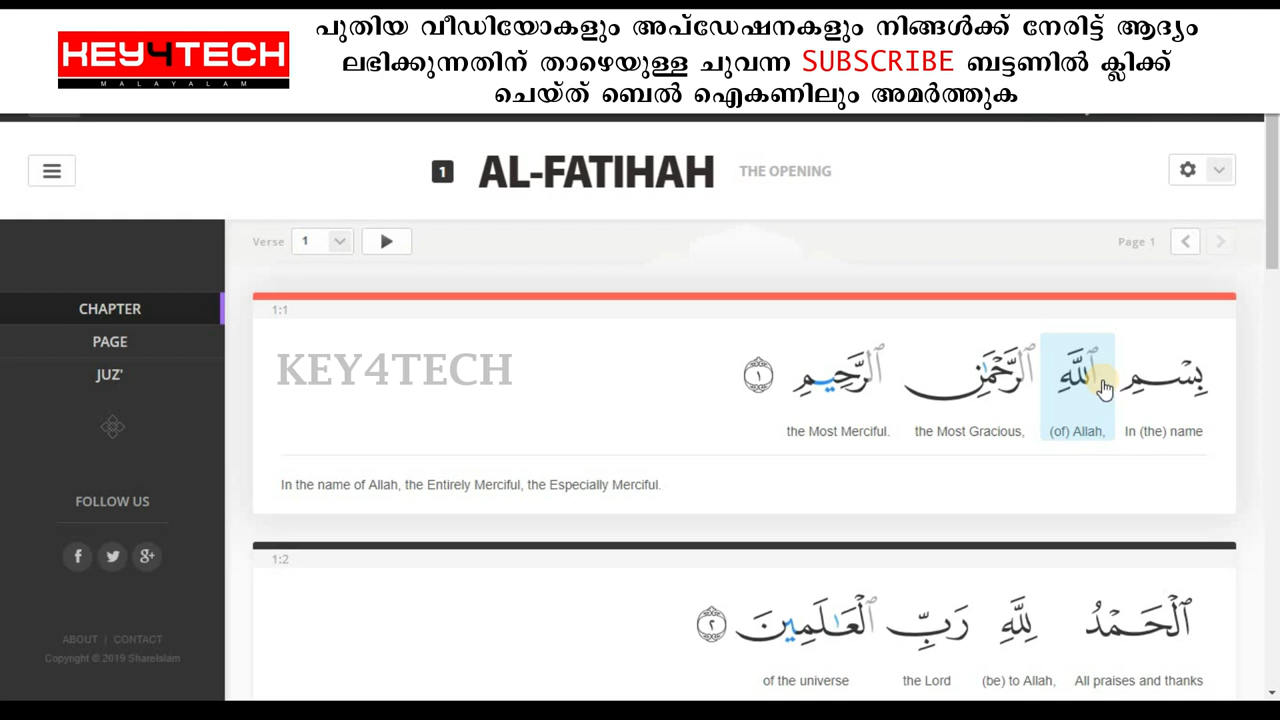 പുതിയ വീഡിയോകളും അപ്ഡേഷനകളും നിങ്ങൾക്ക് നേരിട്ട് ആദ്യം
ലഭിക്കുന്നതിന് താഴെയുള്ള ചുവന്ന SUBSCRIBE ബട്ടണിൽ ക്ലിക്ക്
ചെയ്ത് ബെൽ ഐകണിലും അമർത്തുക
KEY4TECH
MALAYALAM
1 AL-FATIHAH THE OPENING
Verse 1
Page 1
CHAPTER
PAGE
JUZ'
FOLLOW US
f
g+
ABOUT | CONTACT
Copyright © 2019 ShareIslam
1:1
KEY4TECH
بِسْمِ ٱللَّهِ ٱلرَّحْمَٰنِ ٱلرَّحِيمِ ١
In (the) name
(of) Allah,
the Most Gracious,
the Most Merciful.
In the name of Allah, the Entirely Merciful, the Especially Merciful.
1:2
ٱلْحَمْدُ لِلَّهِ رَبِّ ٱلْعَٰلَمِينَ ٢
All praises and thanks
(be) to Allah,
the Lord
of the universe